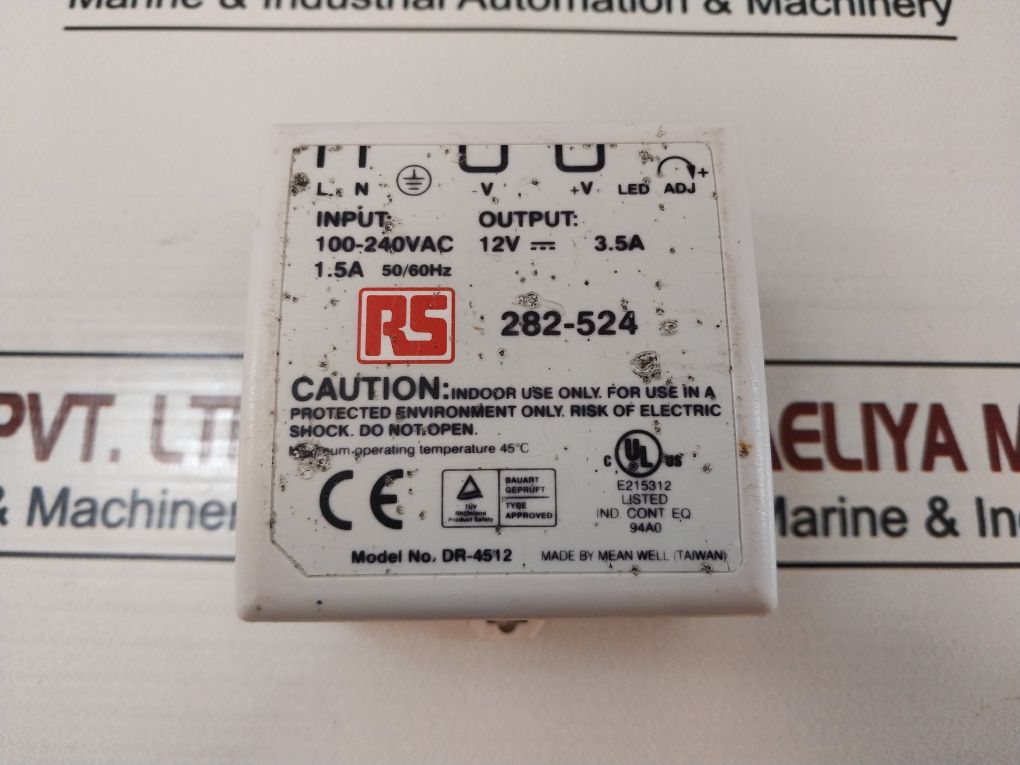 Marine & Industrial Automation & Machinery
L N -V +V LED ADJ +
INPUT: OUTPUT:
100-240VAC 12V 3.5A
1.5A 50/60Hz
RS 282-524
CAUTION: INDOOR USE ONLY. FOR USE IN A
PROTECTED ENVIRONMENT ONLY. RISK OF ELECTRIC
SHOCK. DO NOT OPEN.
operating temperature 45°C
CE
TÜV
Rheinland
Product Safety
BAUART
GEPRÜFT
TYPE
APPROVED
C UL US
E215312
LISTED
IND CONT EQ
94A0
Model No. DR-4512 MADE BY MEAN WELL (TAIWAN)
PVT. LT
& Machiner
AELIYA M
Marine & In